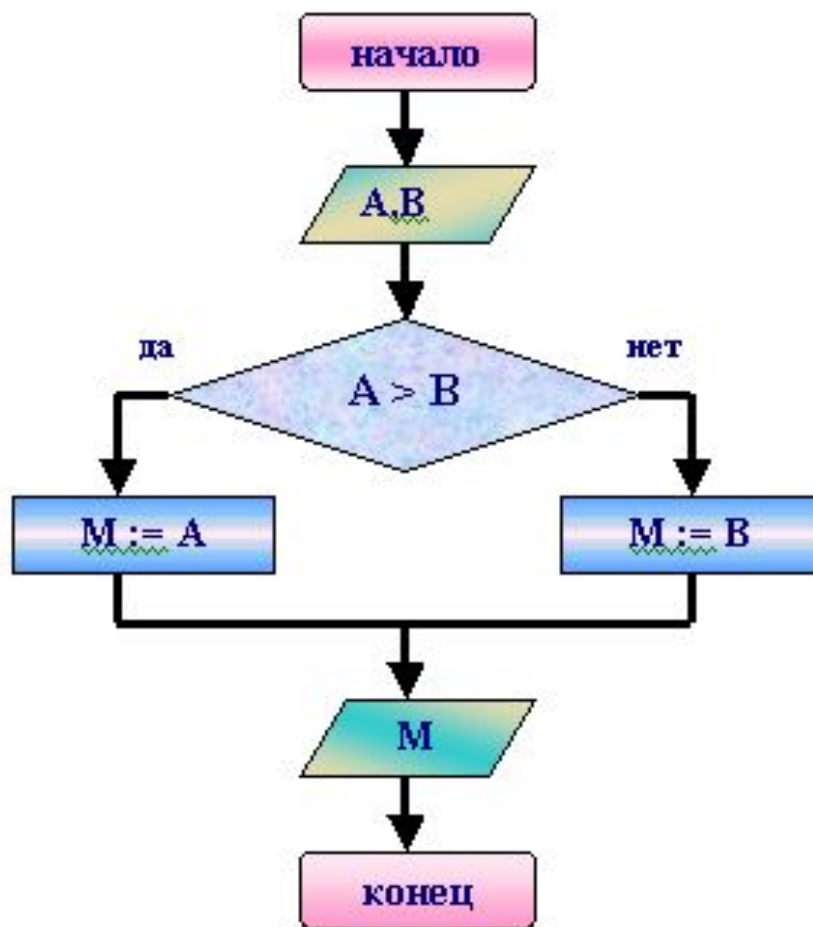 начало
A,B
да
нет
A > B
M := A
M := B
M
конец